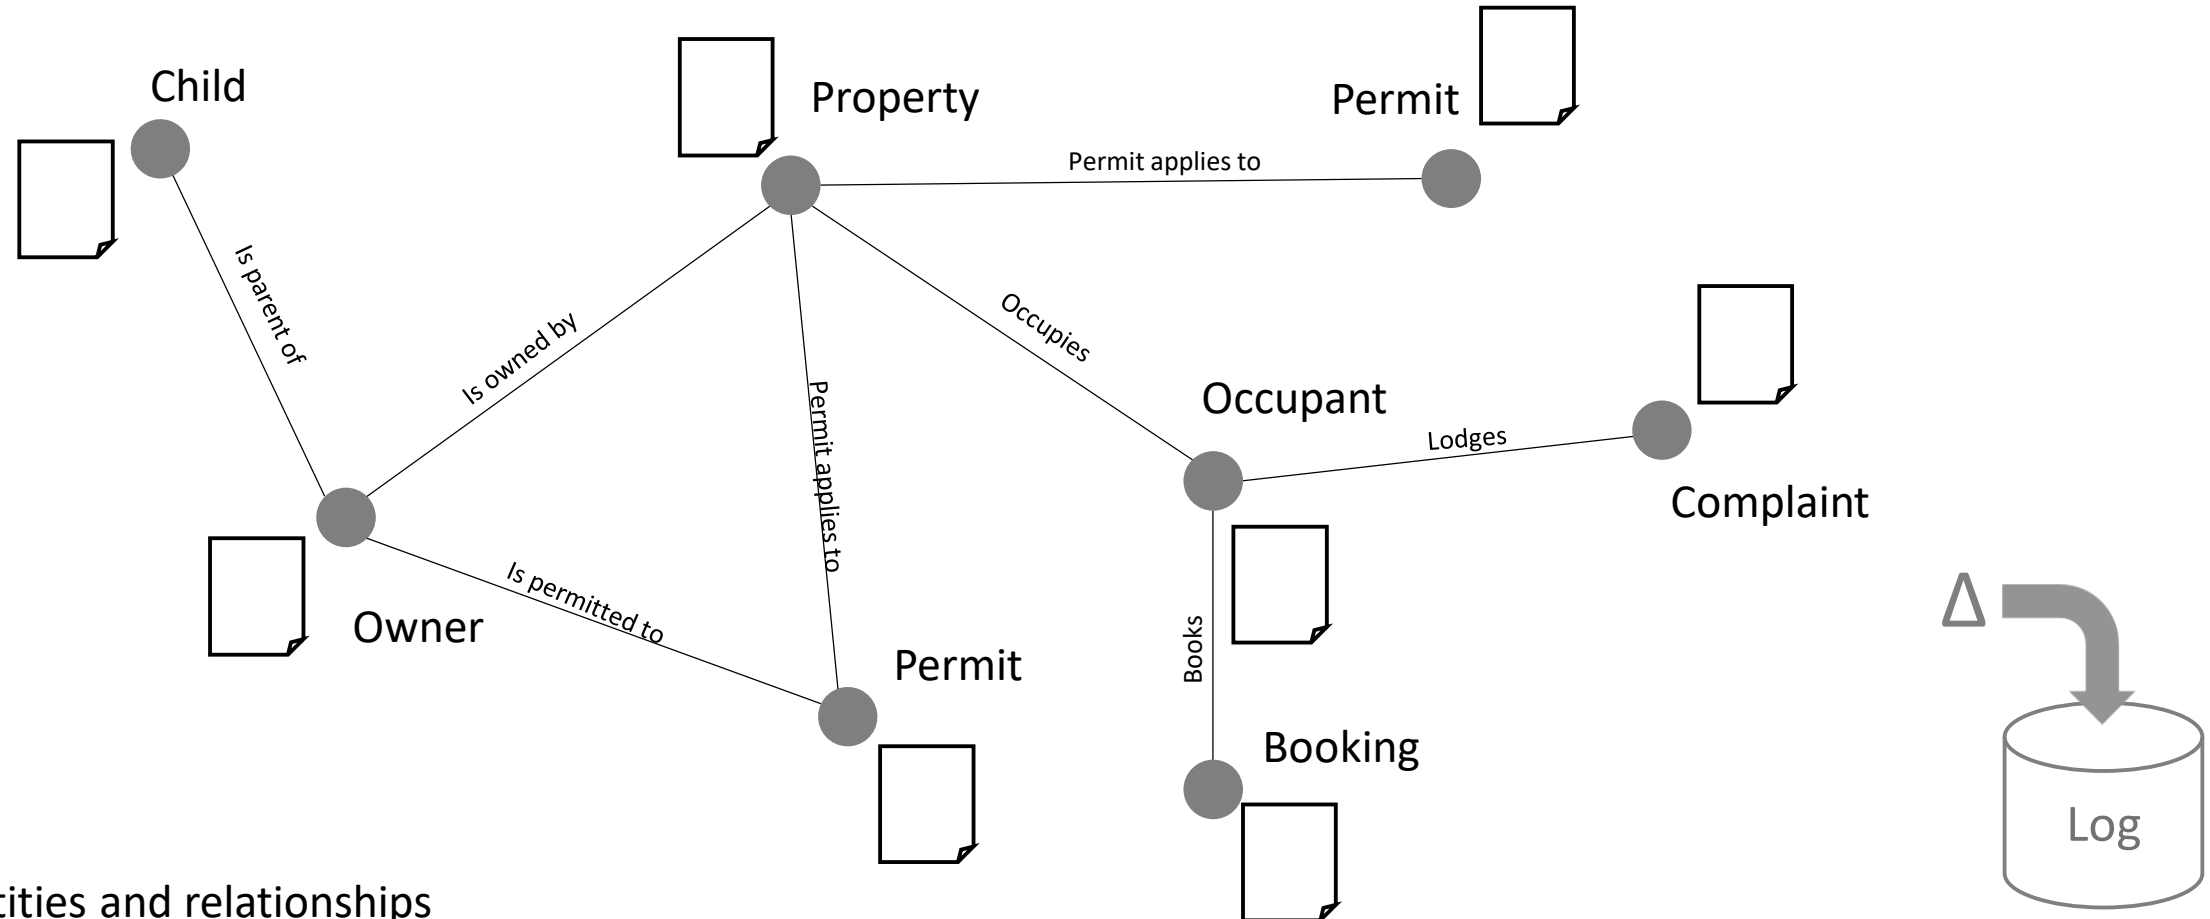 Child
Property
Permit
Permit applies to
Is parent of
Is owned by
Occupies
Permit applies to
Occupant
Lodges
Complaint
Is permitted to
Owner
Permit
Books
Booking
Δ
Log
tities and relationships